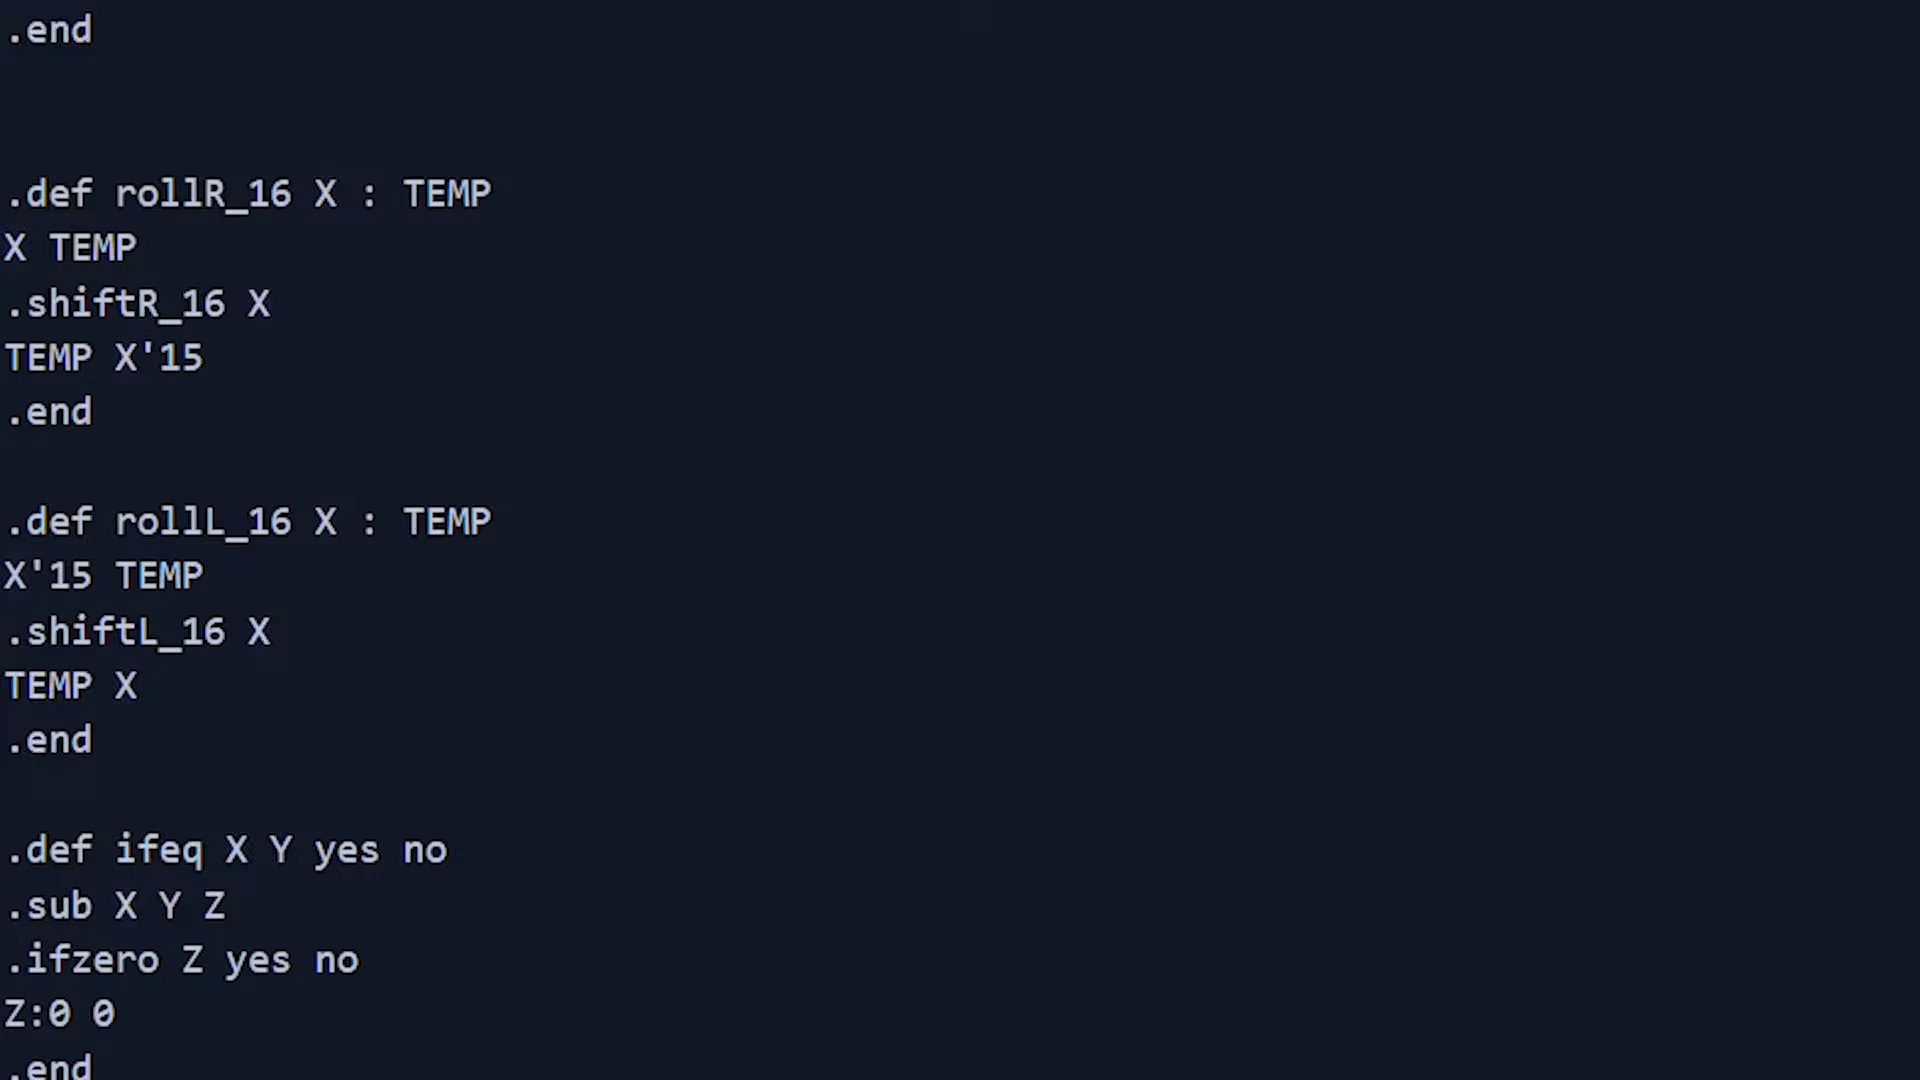 .end
.def rollR_16 X : TEMP
X TEMP
.shiftR_16 X
TEMP X'15
.end
.def rollL_16 X : TEMP
X'15 TEMP
.shiftL_16 X
TEMP X
.end
.def ifeq X Y yes no
.sub X Y Z
.ifzero Z yes no
Z:0 0
.end